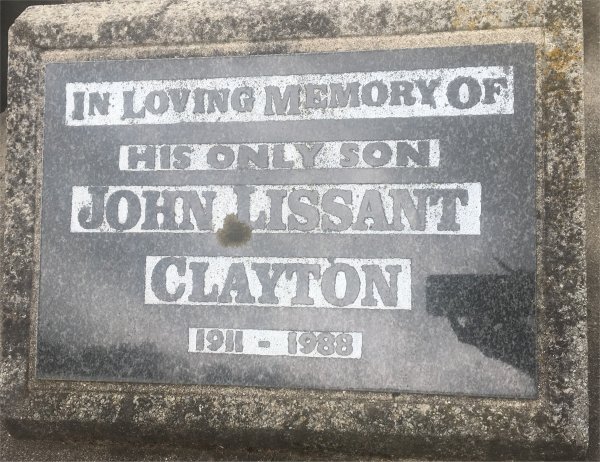 IN LOVING MEMORY OF
HIS ONLY SON
JOHN LISSANT
CLAYTON
1911 - 1988